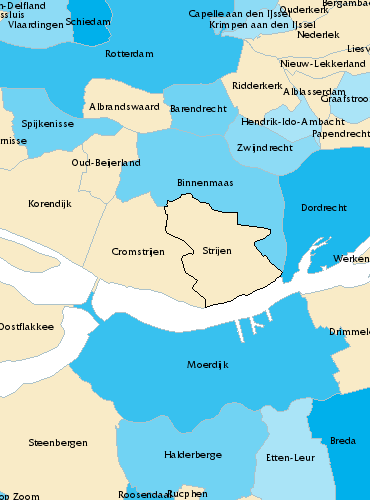 n-Delfland
ssluis
Vlaardingen
Schiedam
Rotterdam
Capelle aan den IJssel
Krimpen aan den IJssel
Ouderkerk
Bergambac
Nederlek
Liesv
Nieuw-Lekkerland
Ridderkerk
Alblasserdam
Graafstroo
Albrandswaard
Barendrecht
Spijkenisse
Hendrik-Ido-Ambacht
Papendrecht
rnisse
Zwijndrecht
Oud-Beijerland
Binnenmaas
Korendijk
Dordrecht
Cromstrijen
Strijen
Werken
Oostflakkee
Drimmele
Moerdijk
Steenbergen
Halderberge
Etten-Leur
Breda
op Zoom
Roosendaal
Rucphen